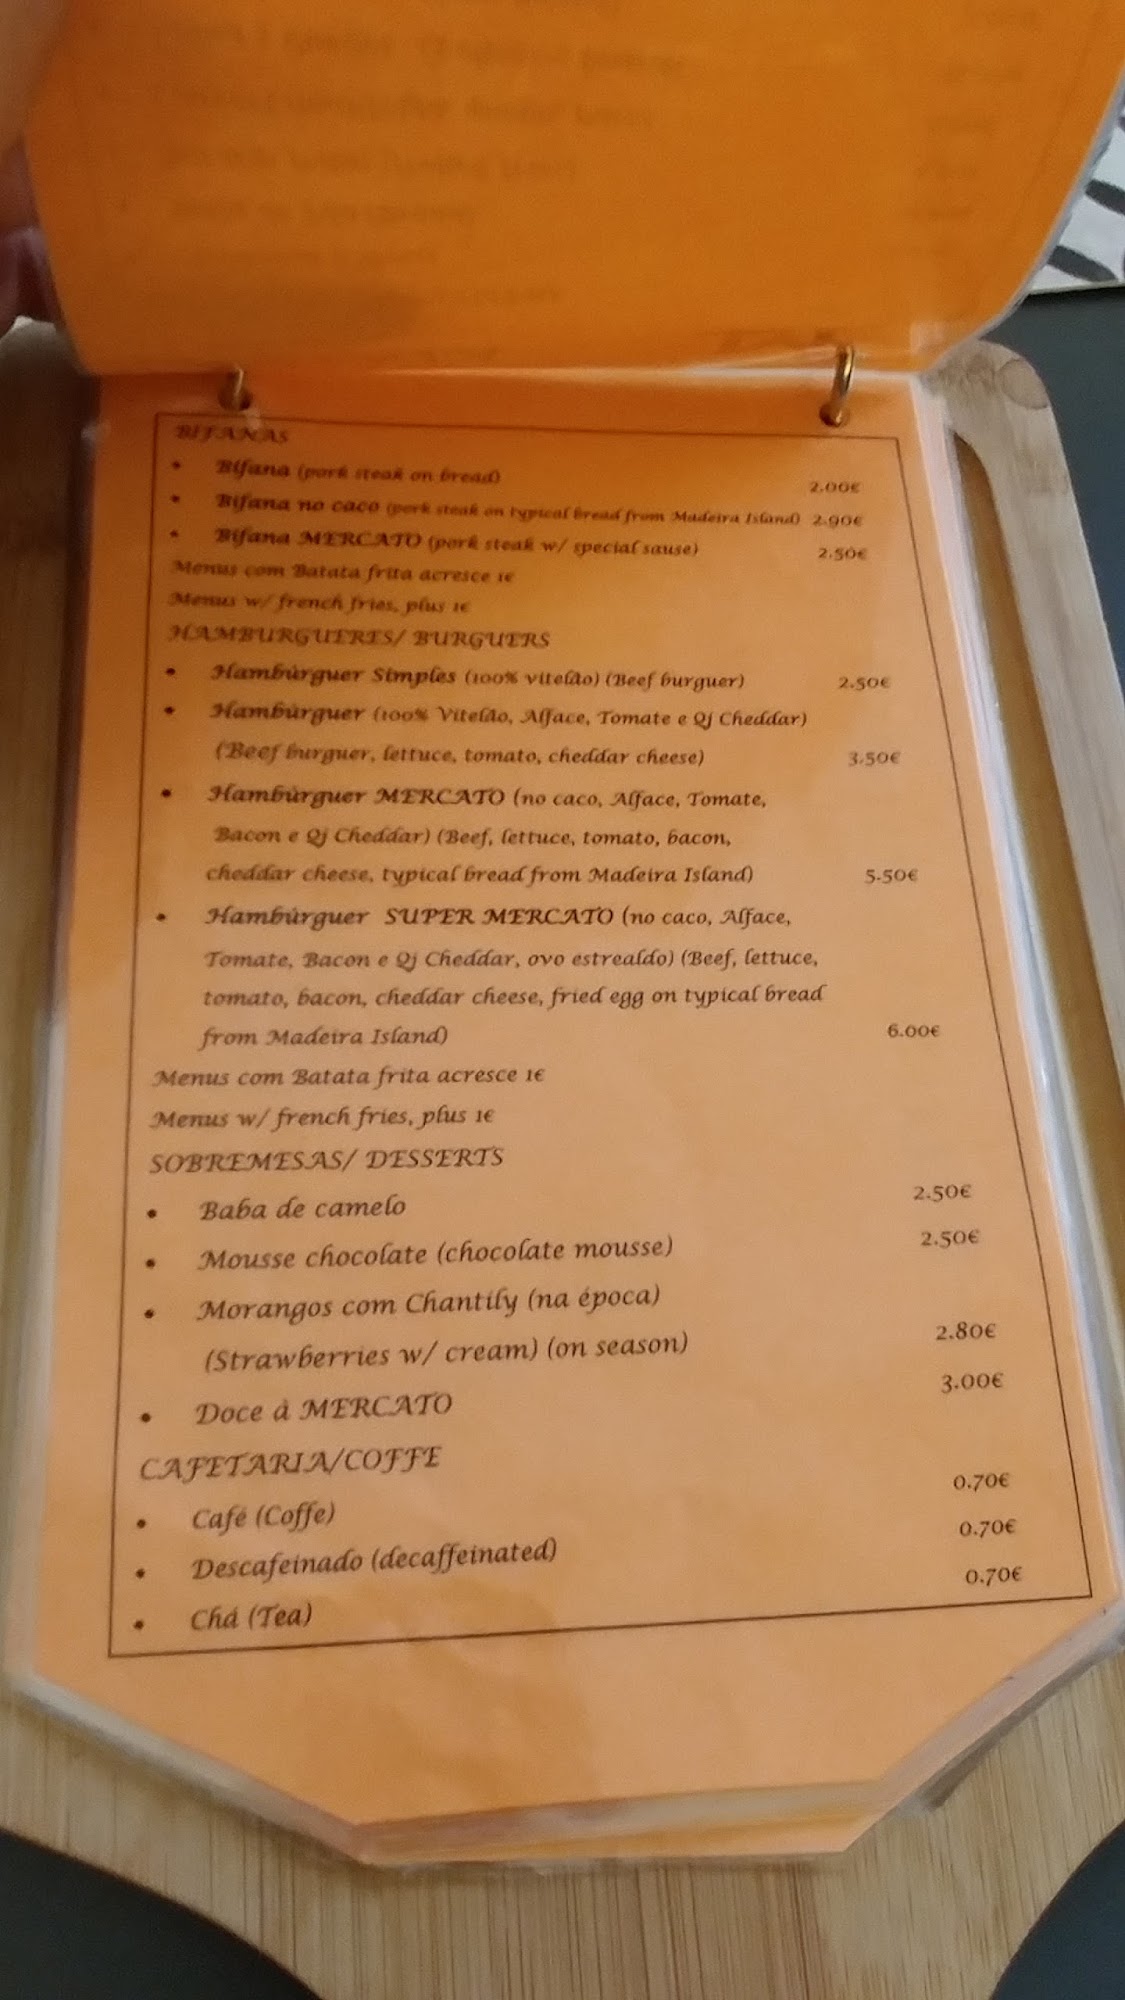 BIFANAS
• Bifana (pork steak on bread) 2.00€
• Bifana no caco (pork steak on typical bread from Madeira Island) 2.90€
• Bifana MERCATO (pork steak w/ special sause) 2.50€
Menus com Batata frita acresce 1€
Menus w/ french fries, plus 1€
HAMBURGUERES/ BURGUERS
• Hambúrguer Simples (100% vitelão) (Beef burguer) 2.50€
• Hambúrguer (100% Vitelão, Alface, Tomate e Qj Cheddar)
(Beef burguer, lettuce, tomato, cheddar cheese) 3.50€
• Hambúrguer MERCATO (no caco, Alface, Tomate,
Bacon e Qj Cheddar) (Beef, lettuce, tomato, bacon,
cheddar cheese, typical bread from Madeira Island) 5.50€
• Hambúrguer SUPER MERCATO (no caco, Alface,
Tomate, Bacon e Qj Cheddar, ovo estrealdo) (Beef, lettuce,
tomato, bacon, cheddar cheese, fried egg on typical bread
from Madeira Island) 6.00€
Menus com Batata frita acresce 1€
Menus w/ french fries, plus 1€
SOBREMESAS/ DESSERTS
• Baba de camelo 2.50€
• Mousse chocolate (chocolate mousse) 2.50€
• Morangos com Chantily (na época)
(Strawberries w/ cream) (on season) 2.80€
• Doce à MERCATO 3.00€
CAFETARIA/COFFE
• Café (Coffe) 0.70€
• Descafeinado (decaffeinated) 0.70€
• Chá (Tea) 0.70€